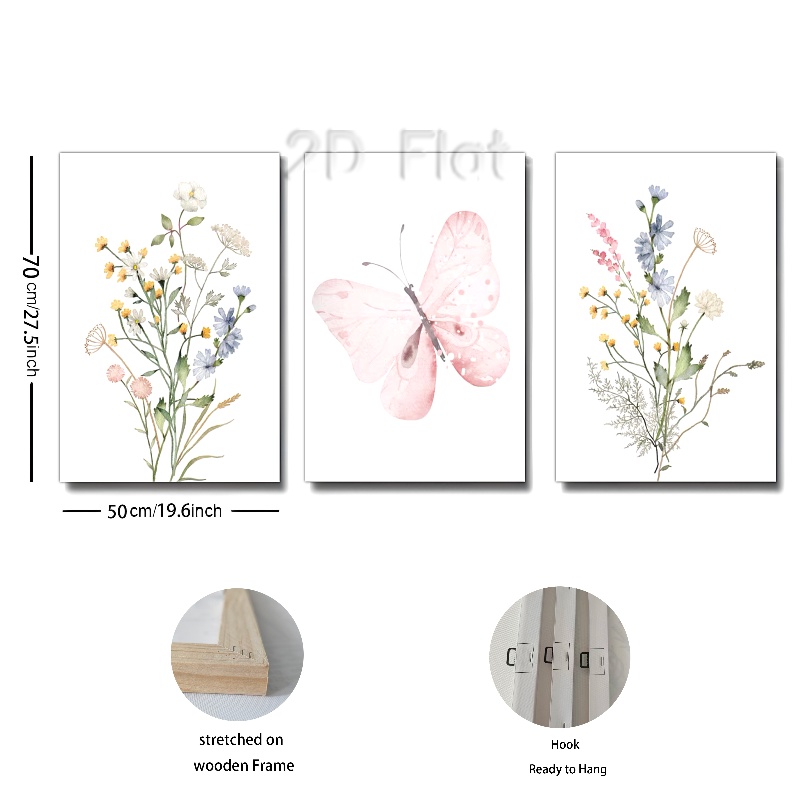 2D Flat
70 cm/27.5inch
50cm/19.6inch
stretched on
wooden Frame
Hook
Ready to Hang